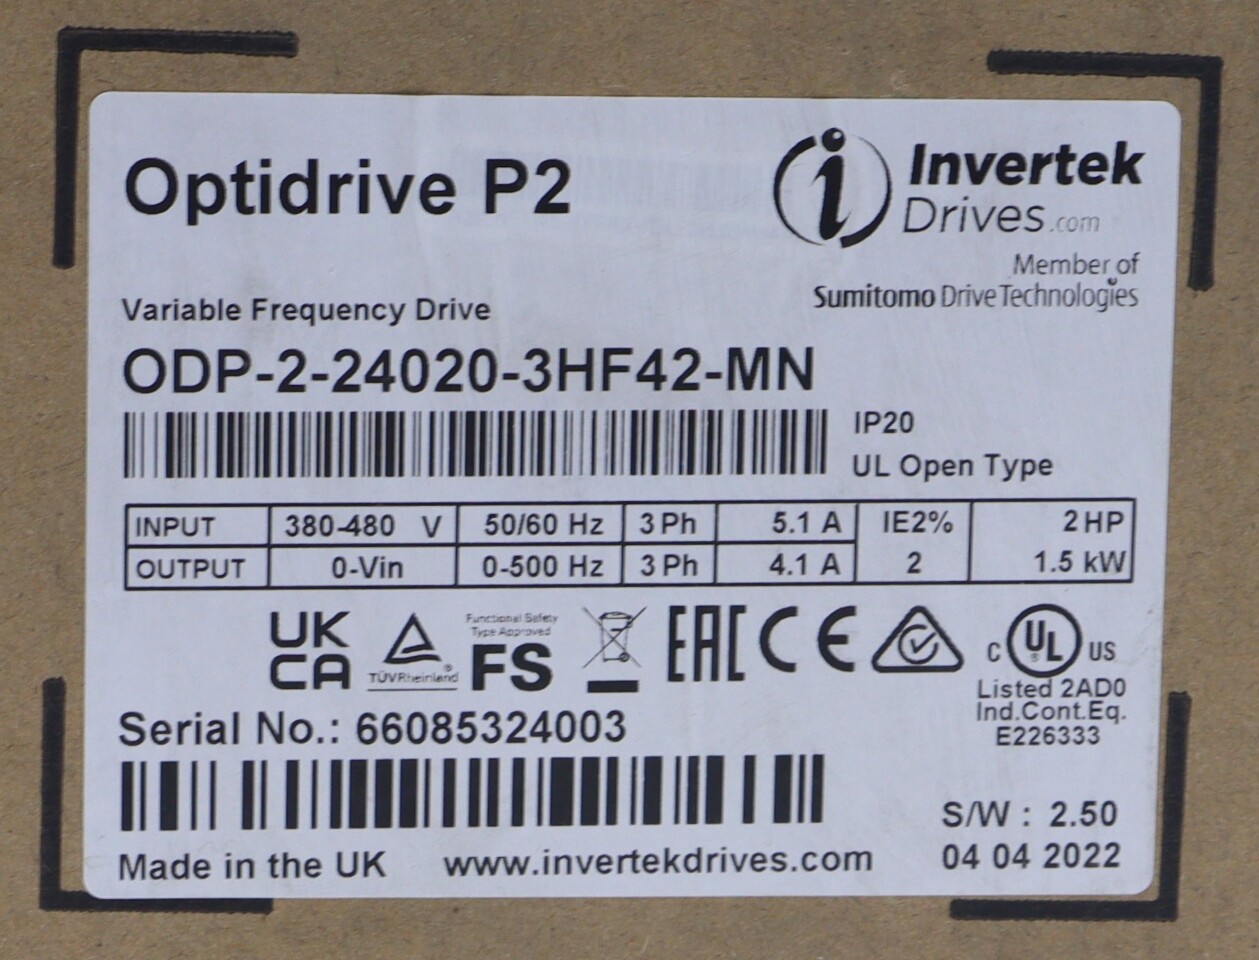 Optidrive P2
i Invertek
Drives.com
Member of
Sumitomo Drive Technologies
Variable Frequency Drive
ODP-2-24020-3HF42-MN
IP20
UL Open Type
INPUT 380-480 V 50/60 Hz 3 Ph 5.1 A IE2% 2 HP
OUTPUT 0-Vin 0-500 Hz 3 Ph 4.1 A 2 1.5 kW
UK
CA
TÜVRheinland®
Functional Safety
Type Approved
FS
EAC CE
C UL US
Listed 2AD0
Ind.Cont.Eq.
E226333
Serial No.: 66085324003
S/W : 2.50
Made in the UK www.invertekdrives.com 04 04 2022